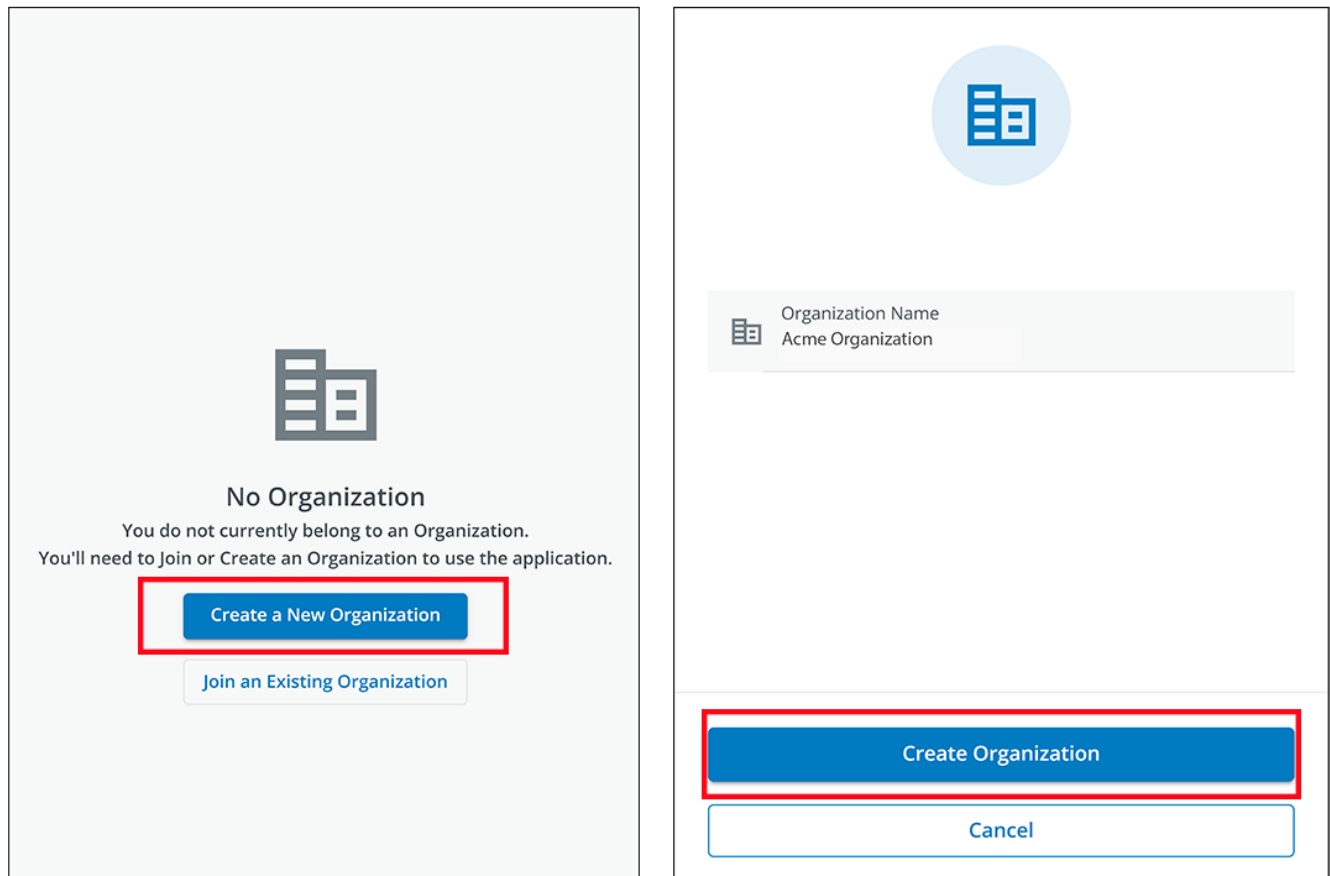 No Organization
You do not currently belong to an Organization.
You'll need to Join or Create an Organization to use the application.
Create a New Organization
Join an Existing Organization
Organization Name
Acme Organization
Create Organization
Cancel